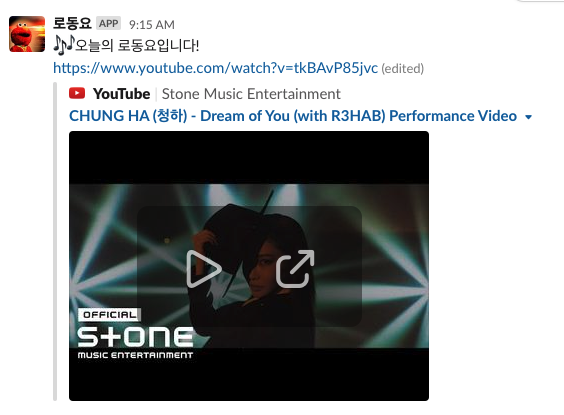 로동요 APP 9:15 AM
🎶오늘의 로동요입니다!
https://www.youtube.com/watch?v=tkBAvP85jvc (edited)
YouTube | Stone Music Entertainment
CHUNG HA (청하) - Dream of You (with R3HAB) Performance Video
OFFICIAL
STONE
MUSIC ENTERTAINMENT